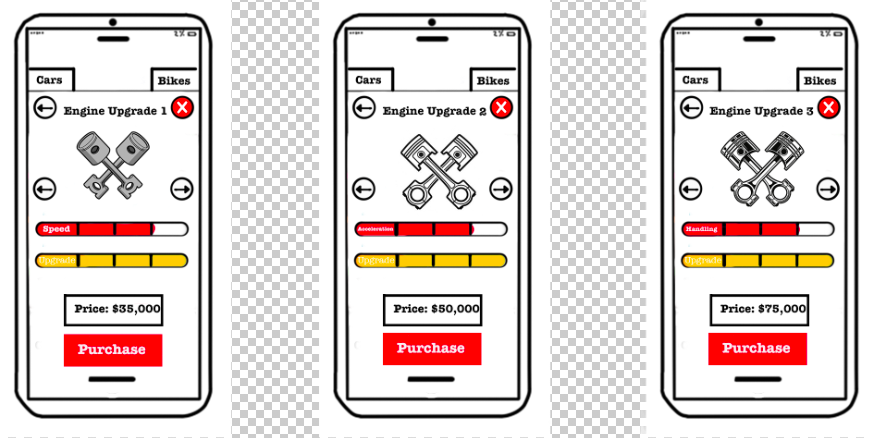 Cars
Bikes
Engine Upgrade 1
Speed
Upgrade
Price: $35,000
Purchase
Cars
Bikes
Engine Upgrade 2
Acceleration
Upgrade
Price: $50,000
Purchase
Cars
Bikes
Engine Upgrade 3
Handling
Upgrade
Price: $75,000
Purchase